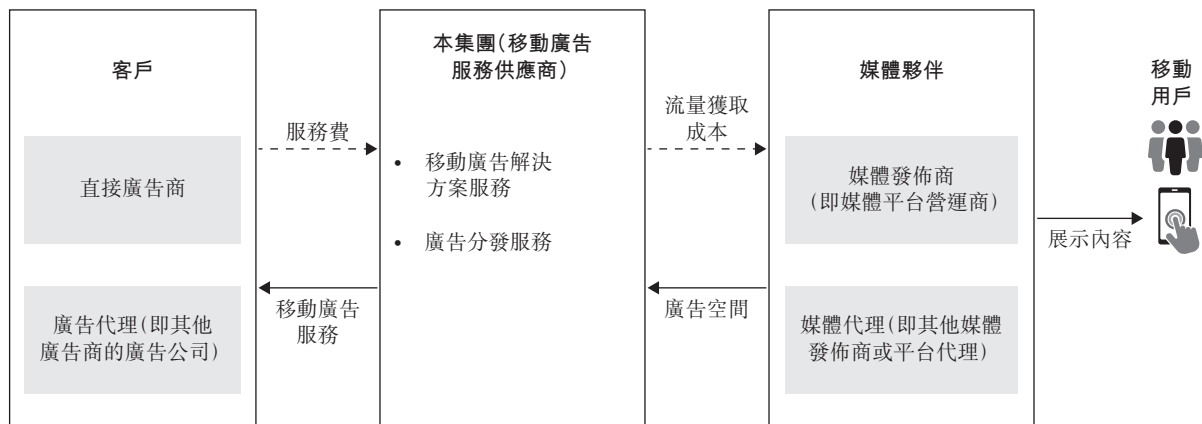 客戶
直接廣告商
廣告代理(即其他
廣告商的廣告公司)
服務費
移動廣告
服務
本集團(移動廣告
服務供應商)
• 移動廣告解決
方案服務
• 廣告分發服務
流量獲取
成本
廣告空間
媒體夥伴
媒體發佈商
(即媒體平台營運商)
媒體代理(即其他媒體
發佈商或平台代理)
展示內容
移動
用戶